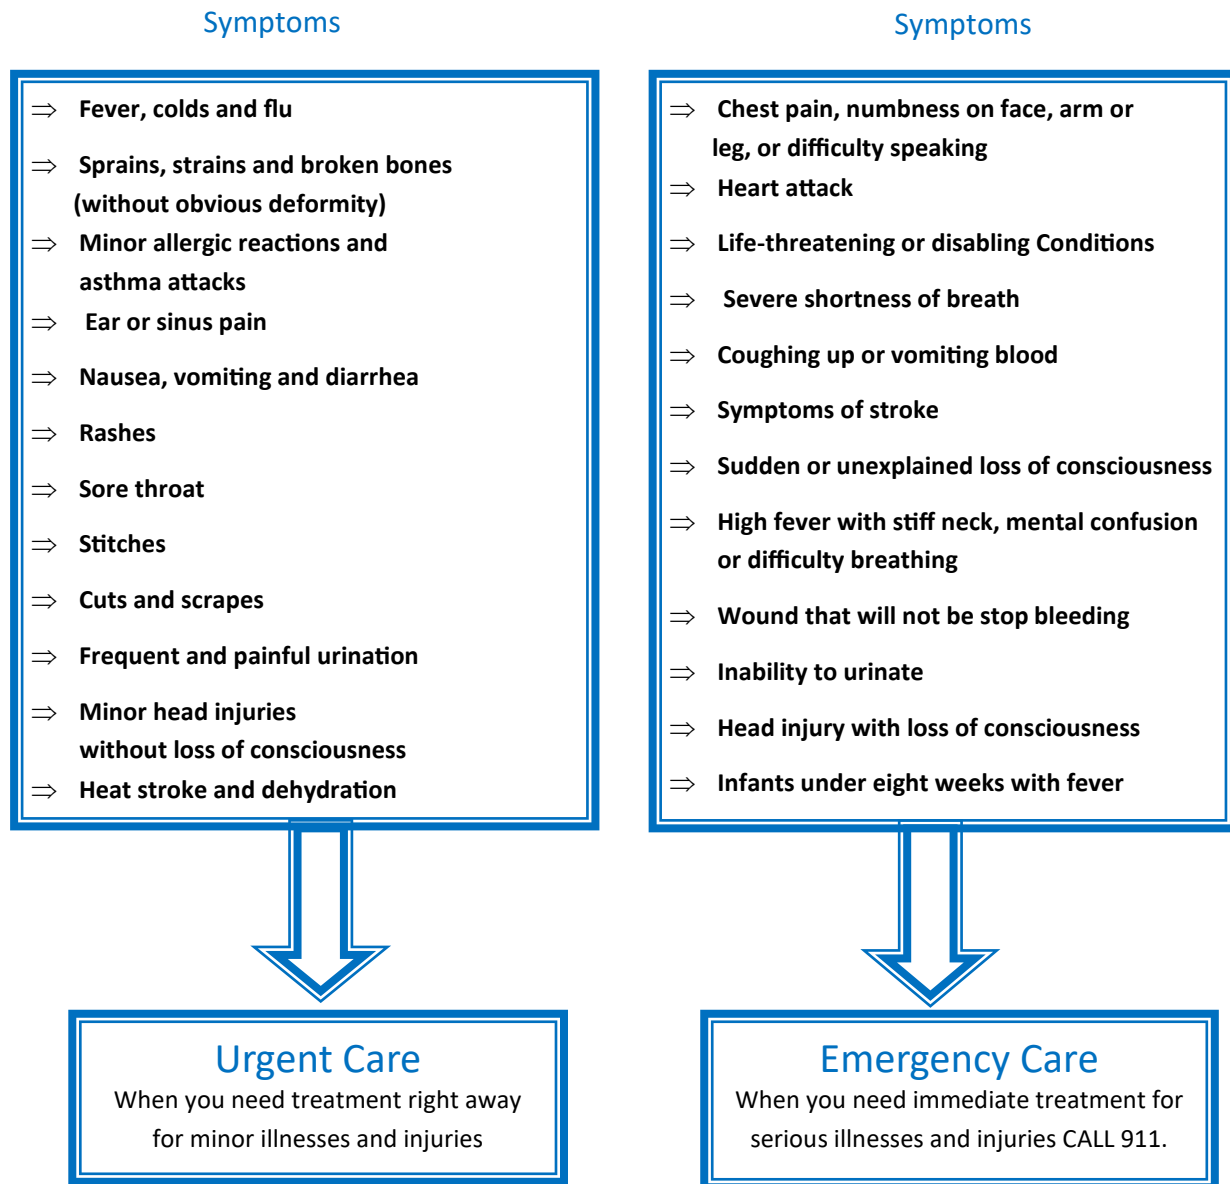 Symptoms
⇒ Fever, colds and flu
⇒ Sprains, strains and broken bones
(without obvious deformity)
⇒ Minor allergic reactions and
asthma attacks
⇒ Ear or sinus pain
⇒ Nausea, vomiting and diarrhea
⇒ Rashes
⇒ Sore throat
⇒ Stitches
⇒ Cuts and scrapes
⇒ Frequent and painful urination
⇒ Minor head injuries
without loss of consciousness
⇒ Heat stroke and dehydration
Urgent Care
When you need treatment right away
for minor illnesses and injuries
Symptoms
⇒ Chest pain, numbness on face, arm or
leg, or difficulty speaking
⇒ Heart attack
⇒ Life-threatening or disabling Conditions
⇒ Severe shortness of breath
⇒ Coughing up or vomiting blood
⇒ Symptoms of stroke
⇒ Sudden or unexplained loss of consciousness
⇒ High fever with stiff neck, mental confusion
or difficulty breathing
⇒ Wound that will not be stop bleeding
⇒ Inability to urinate
⇒ Head injury with loss of consciousness
⇒ Infants under eight weeks with fever
Emergency Care
When you need immediate treatment for
serious illnesses and injuries CALL 911.